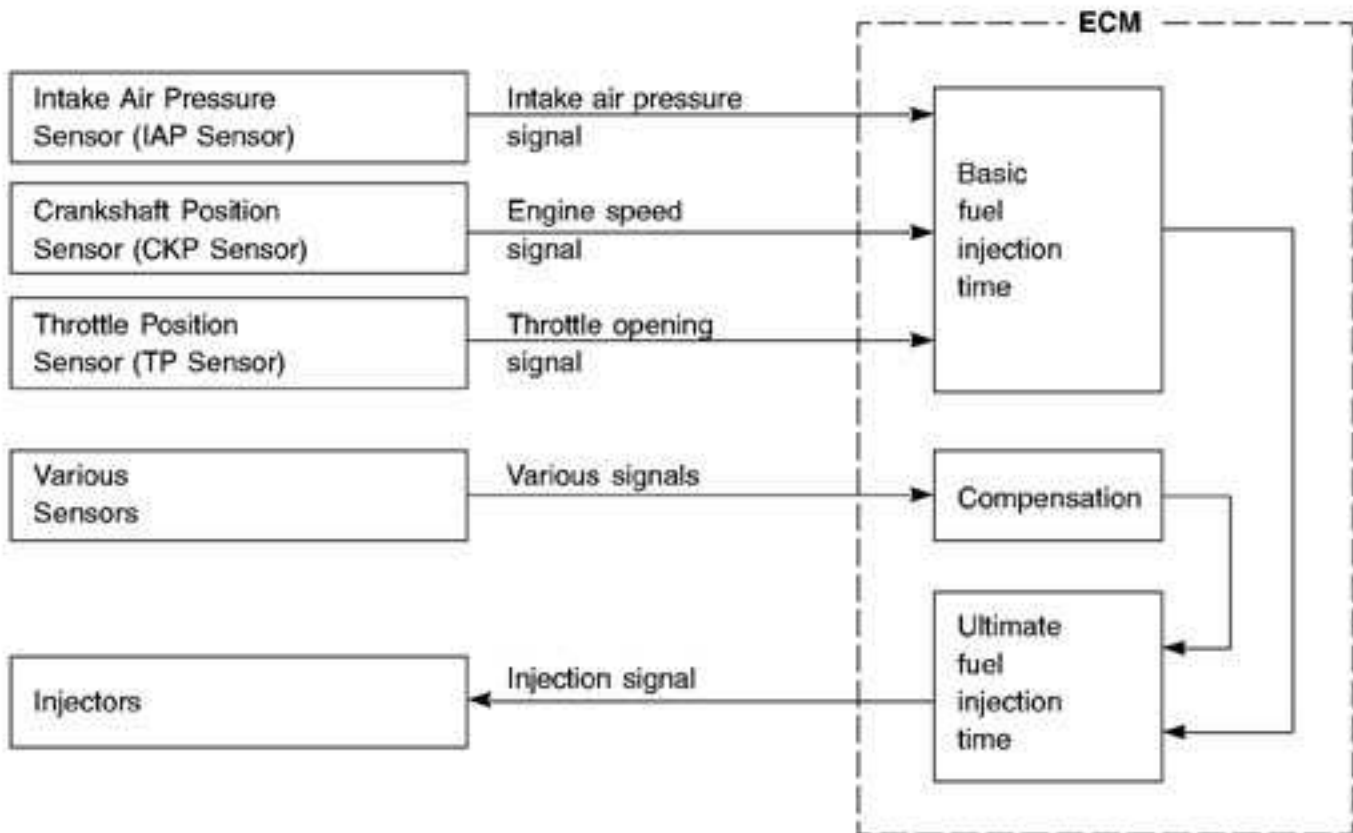 ECM
Intake Air Pressure
Sensor (IAP Sensor)
Intake air pressure
signal
Crankshaft Position
Sensor (CKP Sensor)
Engine speed
signal
Throttle Position
Sensor (TP Sensor)
Throttle opening
signal
Basic
fuel
injection
time
Various
Sensors
Various signals
Compensation
Injectors
Injection signal
Ultimate
fuel
injection
time